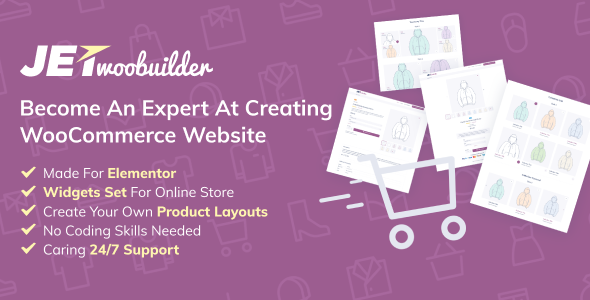 JETwoobuilder
Become An Expert At Creating
WooCommerce Website
Made For Elementor
Widgets Set For Online Store
Create Your Own Product Layouts
No Coding Skills Needed
Caring 24/7 Support